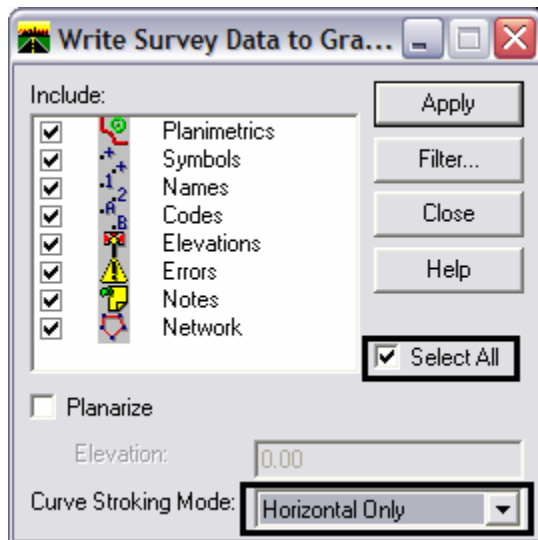 Write Survey Data to Gra...
Include:
Planimetrics
Symbols
Names
Codes
Elevations
Errors
Notes
Network
Apply
Filter...
Close
Help
Select All
Planarize
Elevation:
0.00
Curve Stroking Mode:
Horizontal Only